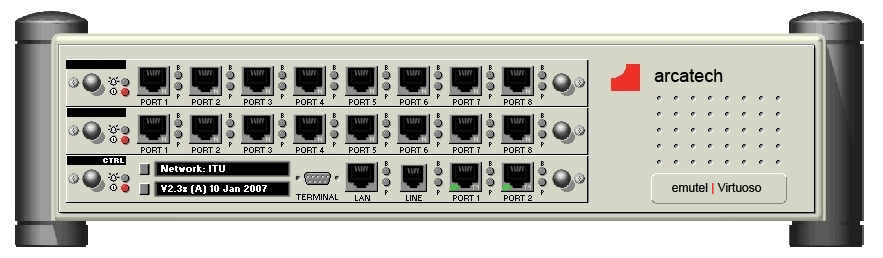 B B B B B B B B
N N N N N N N N
P P P P P P P P
PORT 1 PORT 2 PORT 3 PORT 4 PORT 5 PORT 6 PORT 7 PORT 8
arcatech
B B B B B B B B
N N N N N N N N
P P P P P P P P
PORT 1 PORT 2 PORT 3 PORT 4 PORT 5 PORT 6 PORT 7 PORT 8
CTRL
Network: ITU
V2.3z (A) 10 Jan 2007
B B B
P P P
TERMINAL LAN LINE PORT 1 PORT 2
emutel | Virtuoso